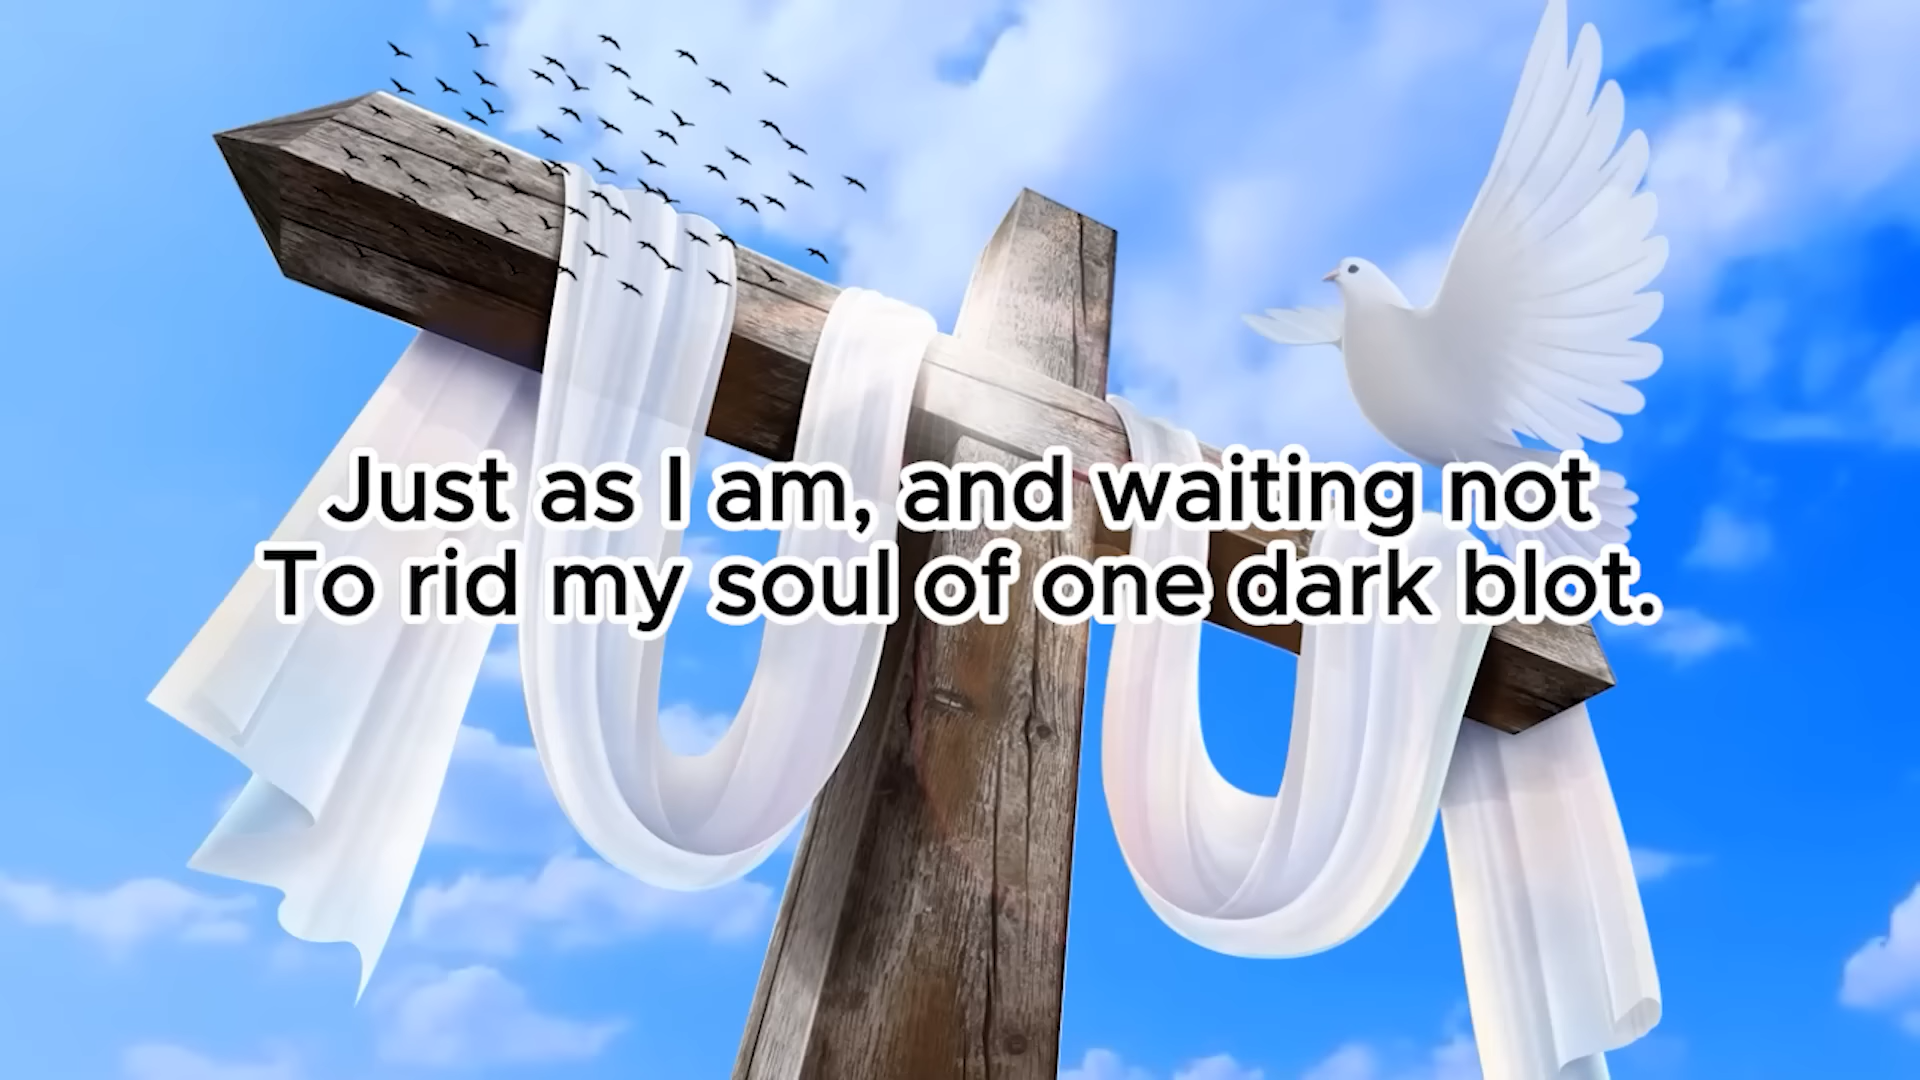 Just as I am, and waiting not
To rid my soul of one dark blot.